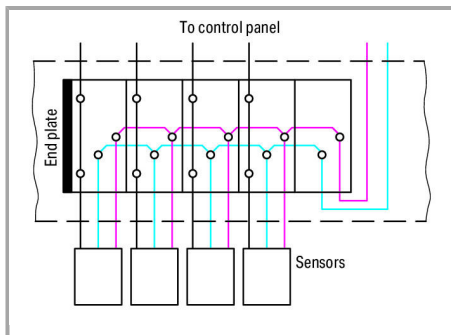 To control panel
End plate
Sensors